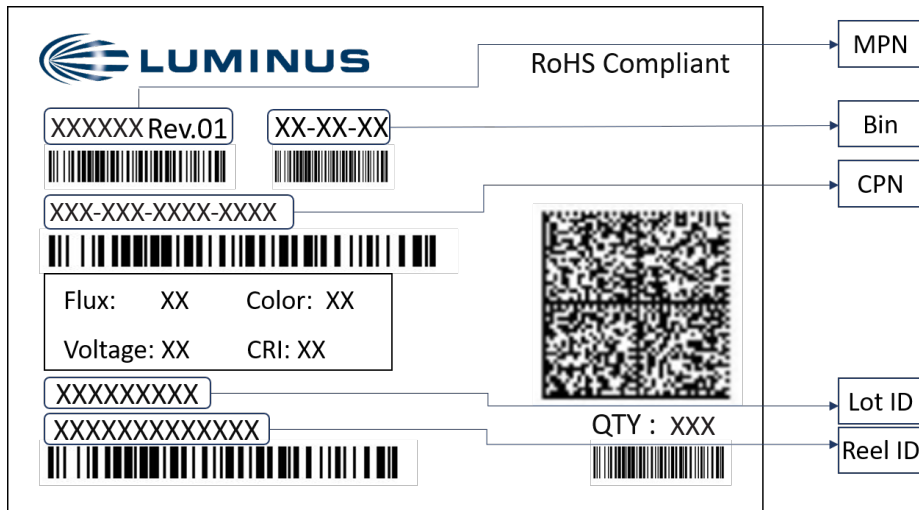 LUMINUS
RoHS Compliant
MPN
XXXXXX Rev.01
XX-XX-XX
Bin
XXX-XXX-XXXX-XXXX
CPN
Flux: XX Color: XX
Voltage: XX CRI: XX
XXXXXXXXX
Lot ID
XXXXXXXXXXXXX
Reel ID
QTY : XXX